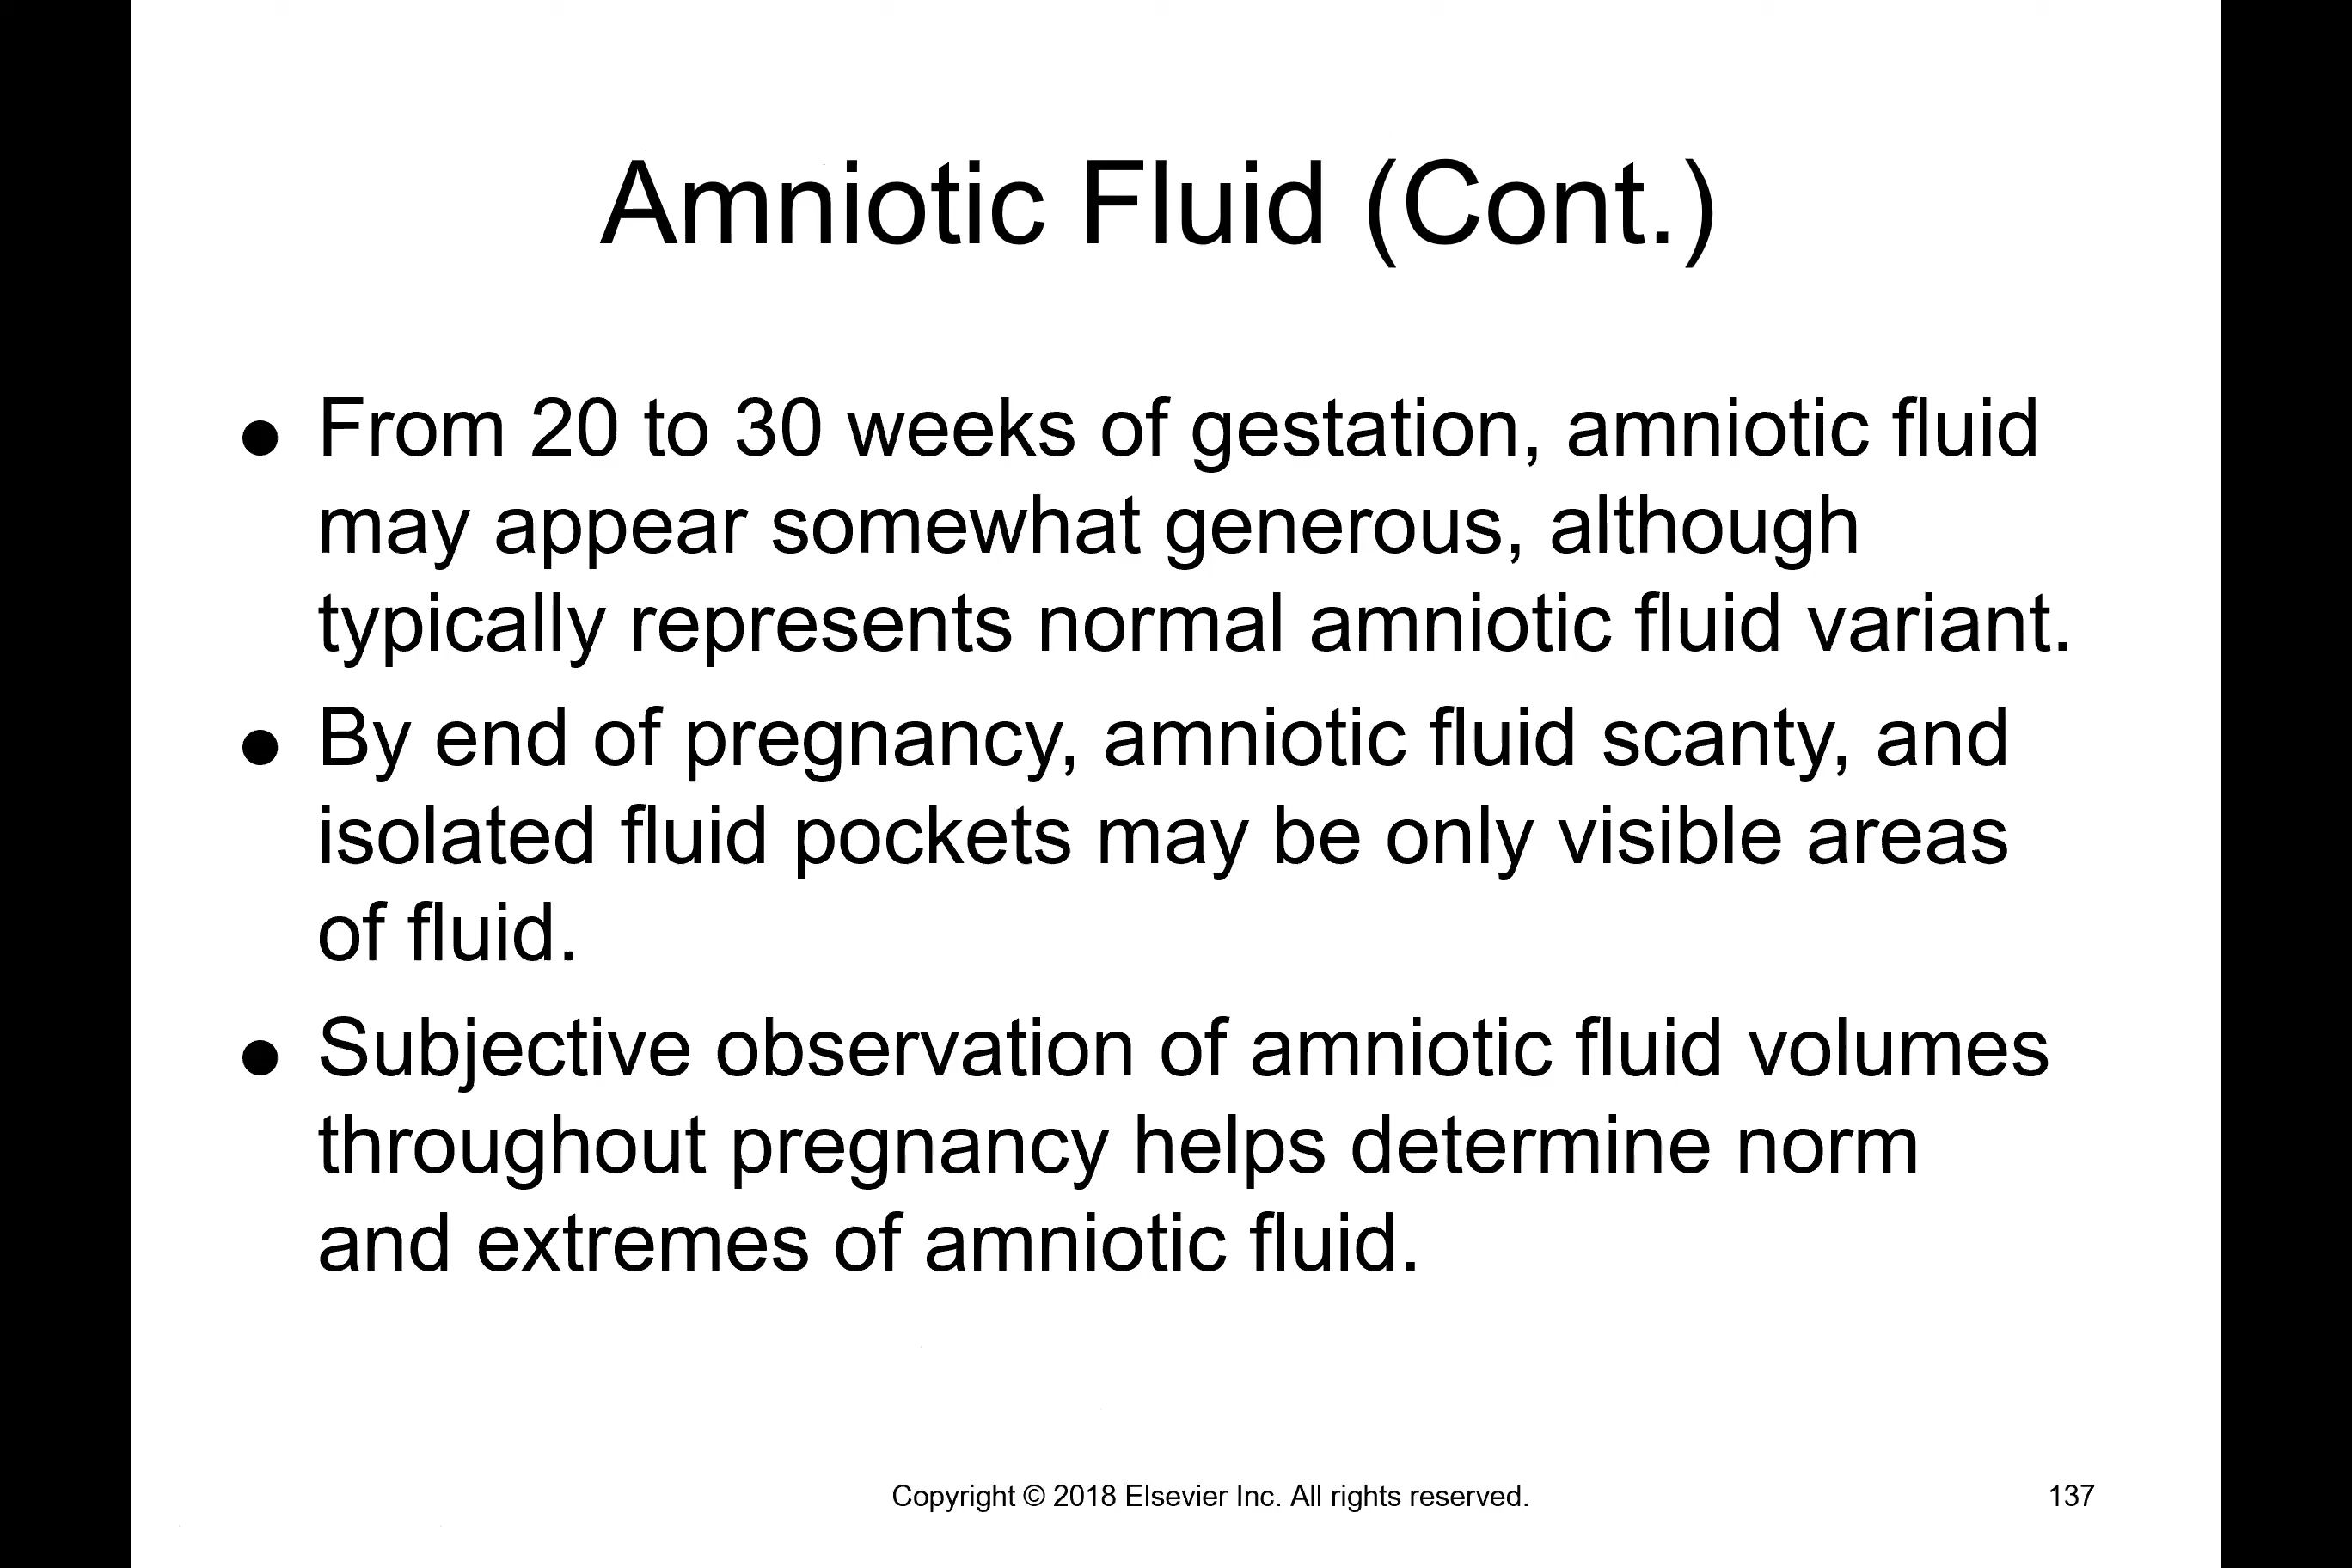 Amniotic Fluid (Cont.)
● From 20 to 30 weeks of gestation, amniotic fluid
may appear somewhat generous, although
typically represents normal amniotic fluid variant.
● By end of pregnancy, amniotic fluid scanty, and
isolated fluid pockets may be only visible areas
of fluid.
● Subjective observation of amniotic fluid volumes
throughout pregnancy helps determine norm
and extremes of amniotic fluid.
Copyright © 2018 Elsevier Inc. All rights reserved.
137